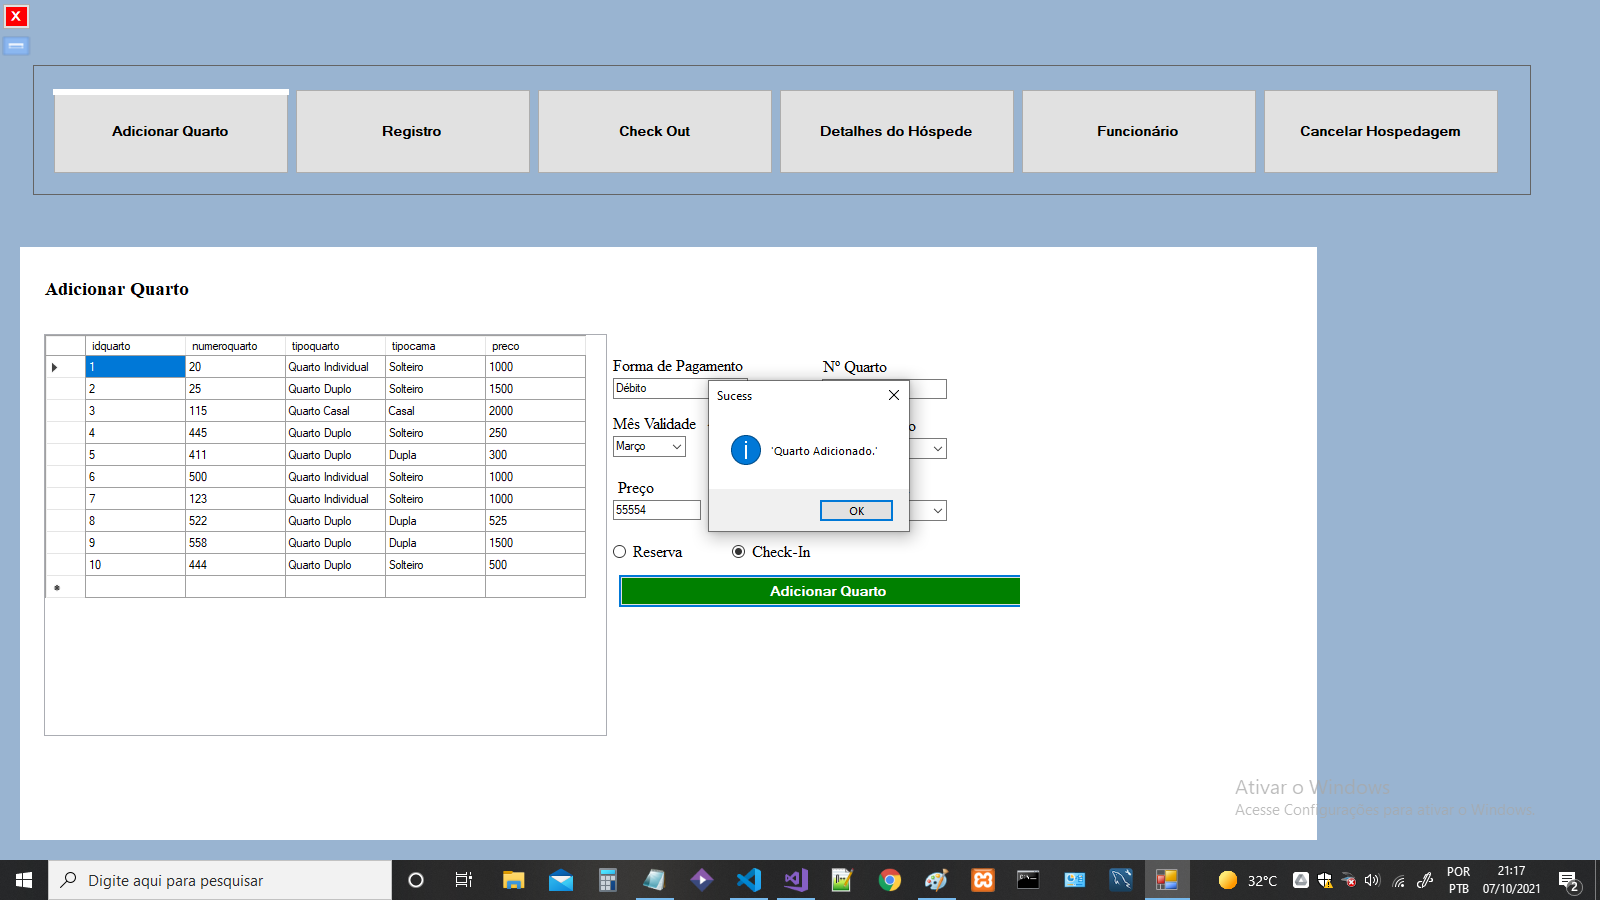 X
Adicionar Quarto
Registro
Check Out
Detalhes do Hóspede
Funcionário
Cancelar Hospedagem
Adicionar Quarto
idquarto numeroquarto tipoquarto tipocama preco
1 20 Quarto Individual Solteiro 1000
2 25 Quarto Duplo Solteiro 1500
3 115 Quarto Casal Casal 2000
4 445 Quarto Duplo Solteiro 250
5 411 Quarto Duplo Dupla 300
6 500 Quarto Individual Solteiro 1000
7 123 Quarto Individual Solteiro 1000
8 522 Quarto Duplo Dupla 525
9 558 Quarto Duplo Dupla 1500
10 444 Quarto Duplo Solteiro 500
Forma de Pagamento
Débito
Nº Quarto
Mês Validade
Março
o
Preço
55554
Sucess
'Quarto Adicionado.'
OK
Reserva
Check-In
Adicionar Quarto
Ativar o Windows
Acesse Configurações para ativar o Windows.
Digite aqui para pesquisar
32°C
POR
PTB
21:17
07/10/2021
2